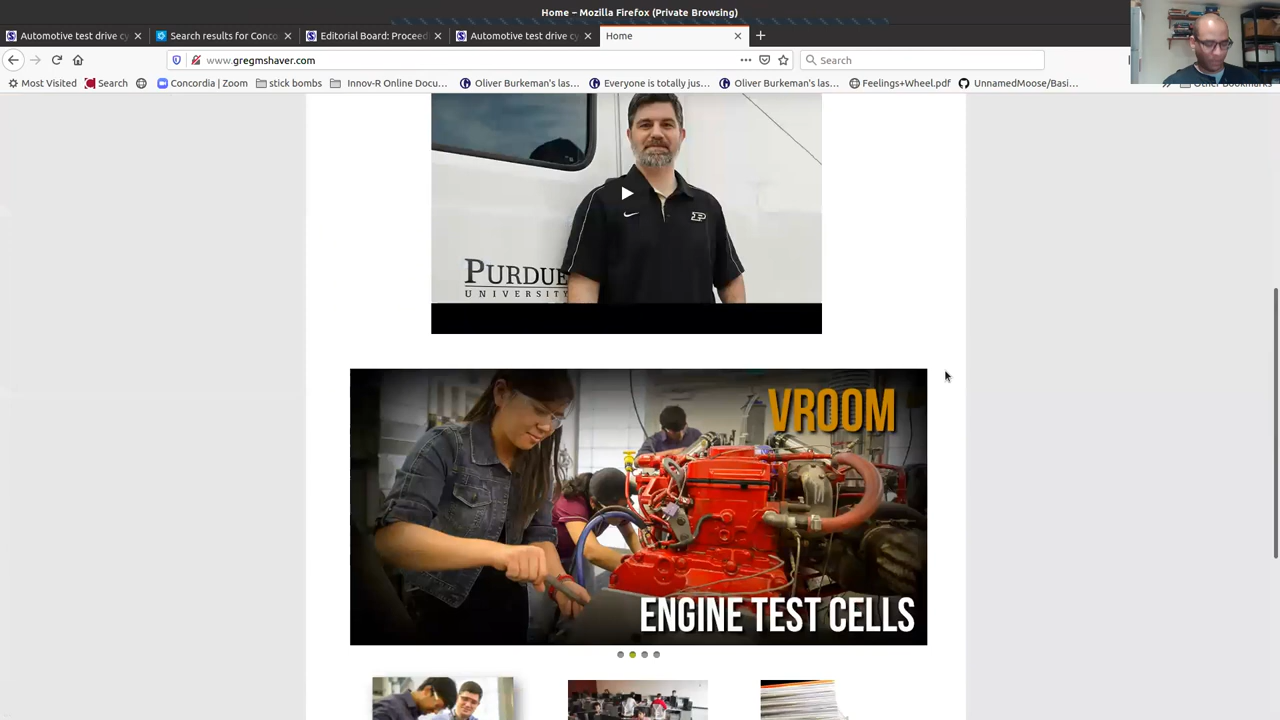 Home – Mozilla Firefox (Private Browsing)
Automotive test drive cy
Search results for Conco
Editorial Board: Proceed
Automotive test drive cy
Home
www.gregmshaver.com
Search
Most Visited
Search
Concordia | Zoom
stick bombs
Innov-R Online Docu…
Oliver Burkeman's las…
Everyone is totally jus…
Oliver Burkeman's las…
Feelings+Wheel.pdf
UnnamedMoose/Basi…
Other Bookmarks
P
PURDUE
UNIVERSITY
VROOM
ENGINE TEST CELLS